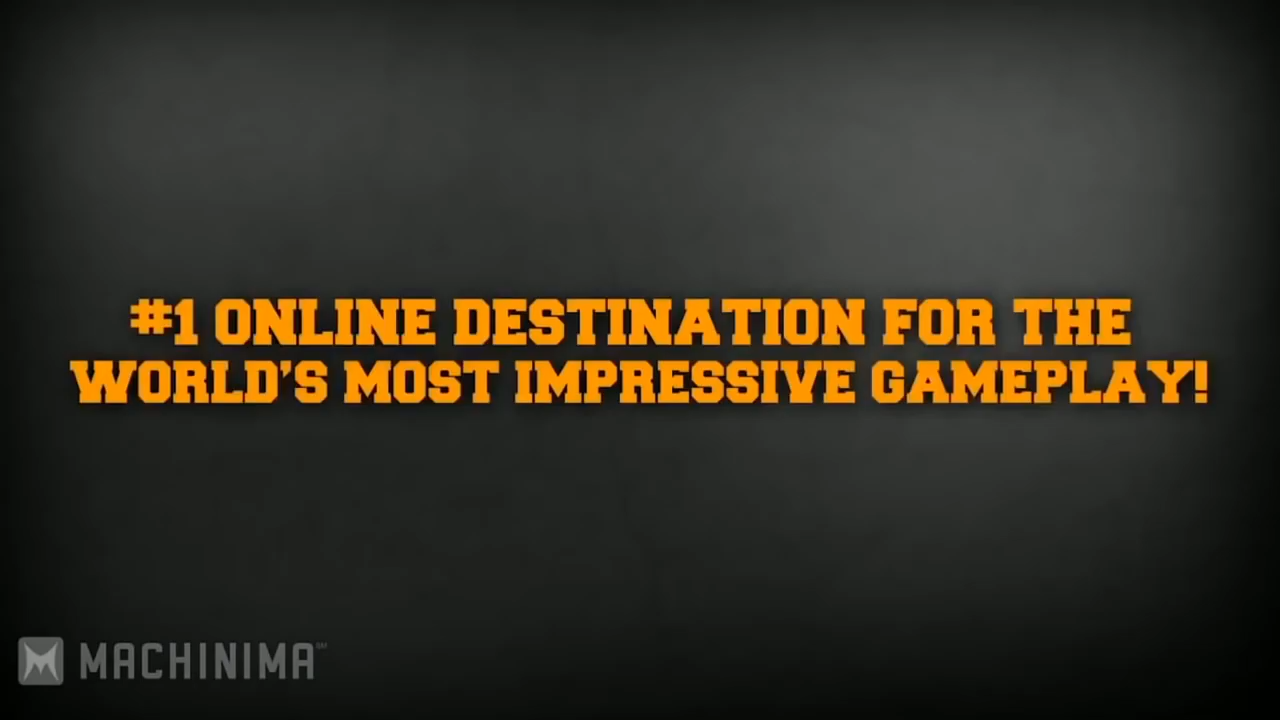 #1 ONLINE DESTINATION FOR THE
WORLD'S MOST IMPRESSIVE GAMEPLAY!
MACHINIMA